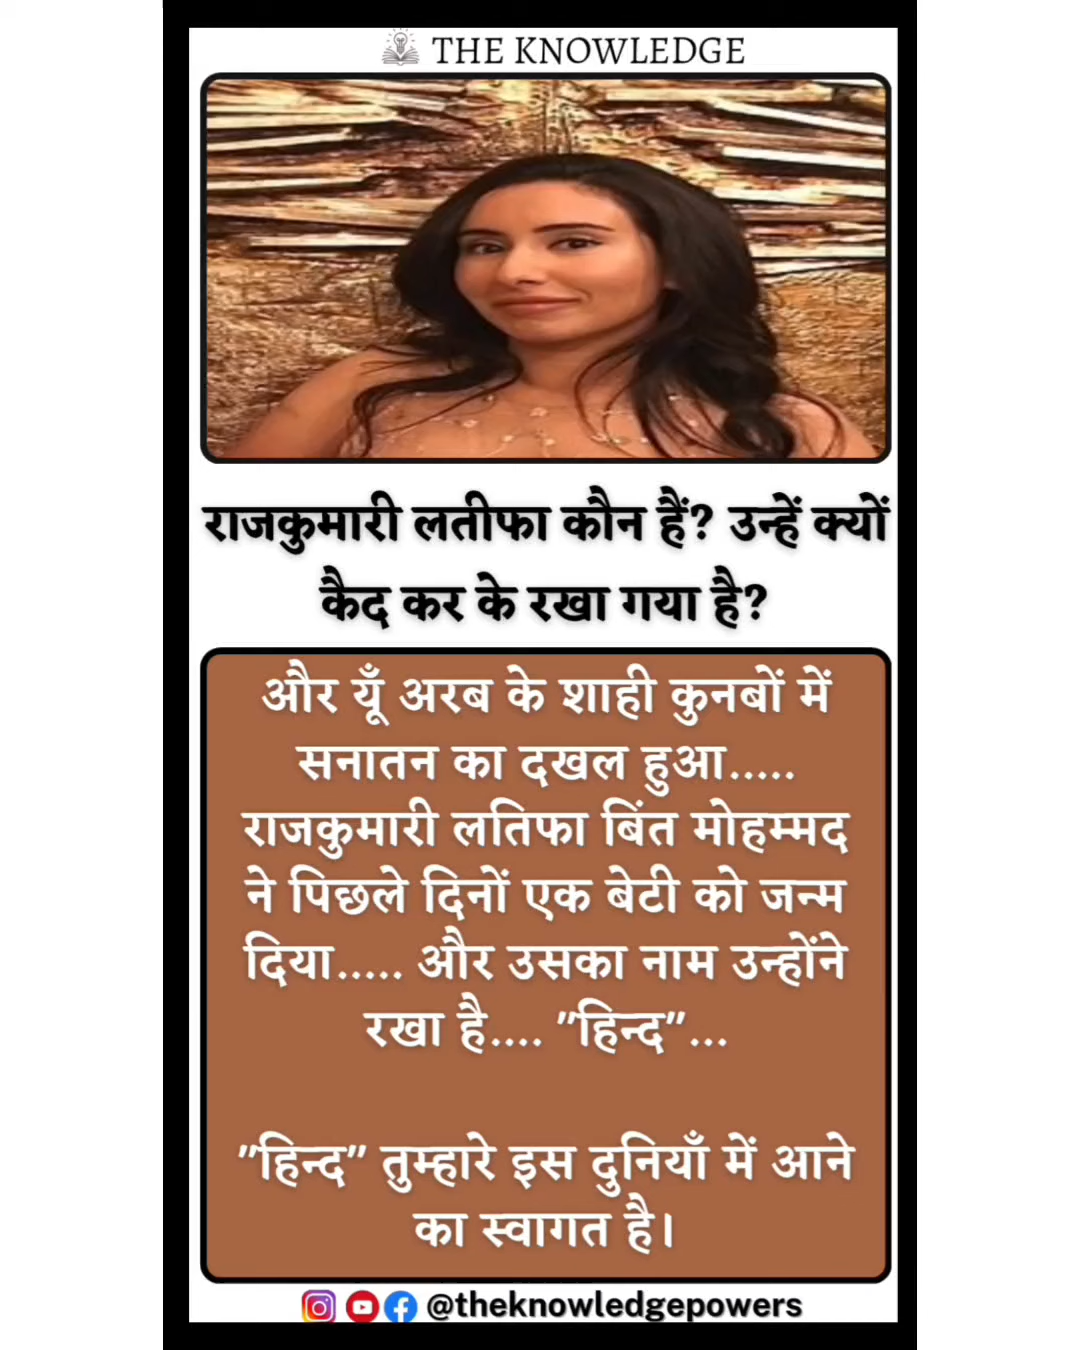 THE KNOWLEDGE
राजकुमारी लतीफा कौन हैं? उन्हें क्यों
कैद कर के रखा गया है?
और यूँ अरब के शाही कुनबों में
सनातन का दखल हुआ.....
राजकुमारी लतिफा बिंत मोहम्मद
ने पिछले दिनों एक बेटी को जन्म
दिया..... और उसका नाम उन्होंने
रखा है.... "हिन्द"...
"हिन्द" तुम्हारे इस दुनियाँ में आने
का स्वागत है।
@theknowledgepowers